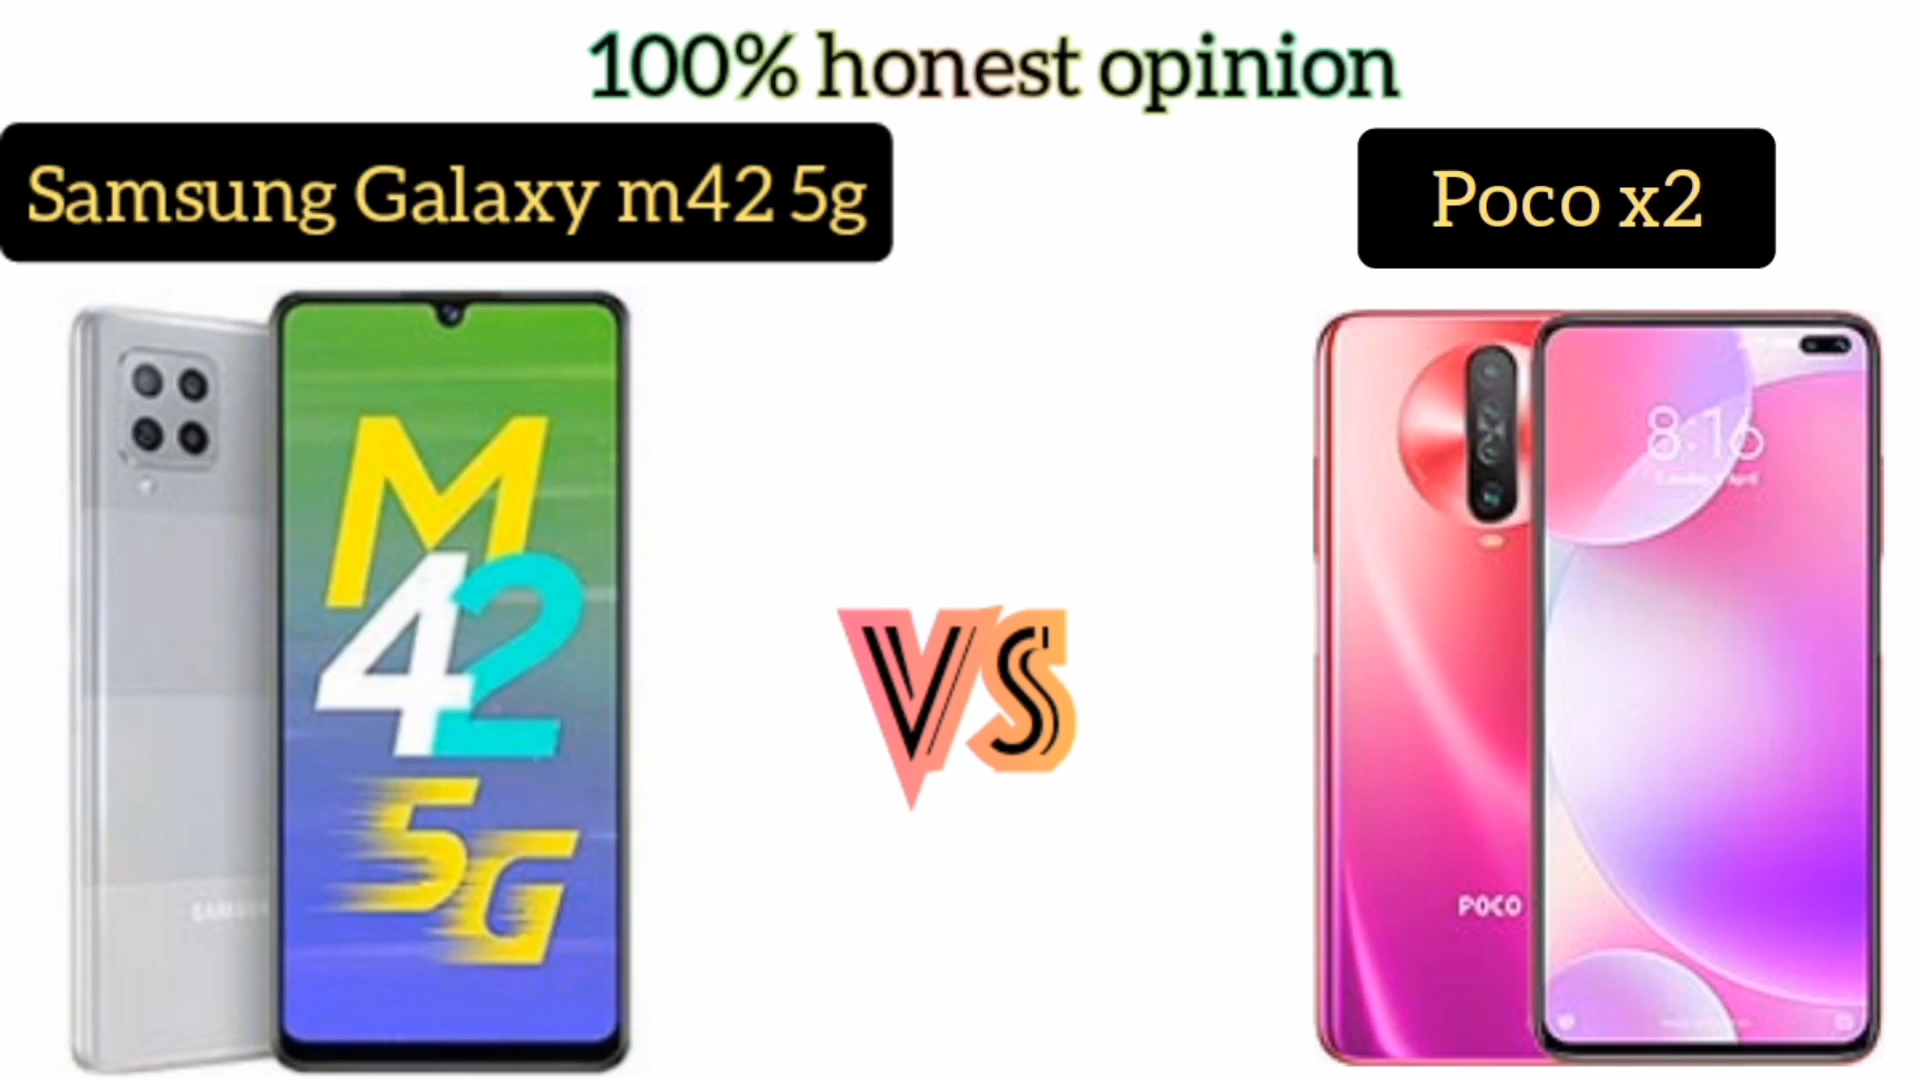 100% honest opinion
Samsung Galaxy m42 5g
Poco x2
M
42
5G
VS
8:16
POCO